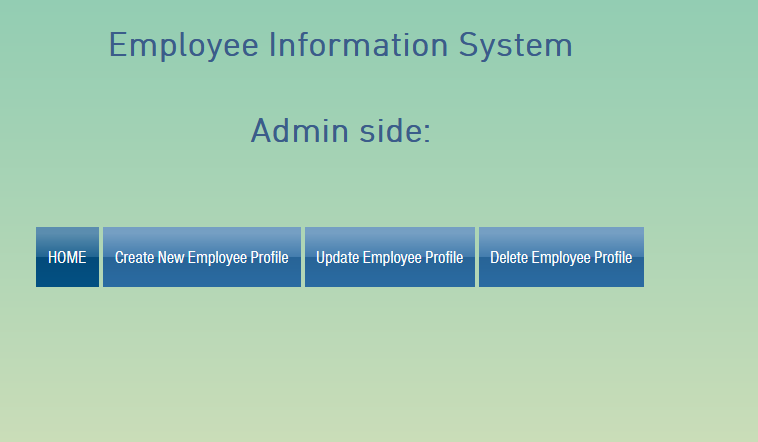 Employee Information System
Admin side:
HOME Create New Employee Profile Update Employee Profile Delete Employee Profile